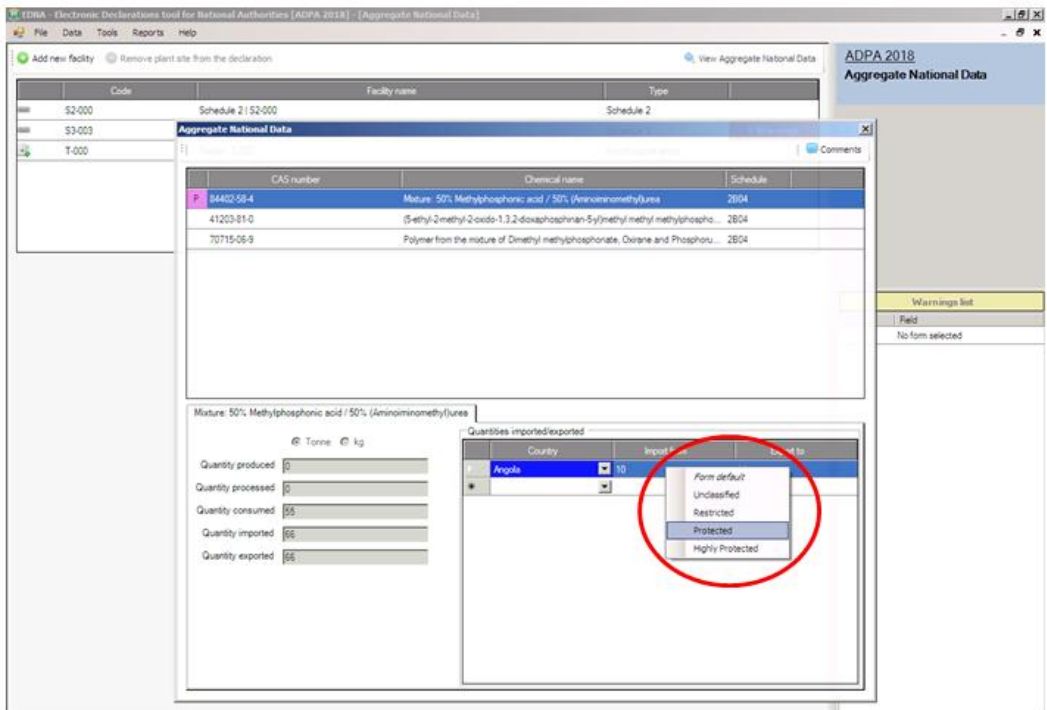 EDNA - Electronic Declarations tool for National Authorities [ADPA 2018] - [Aggregate National Data]
File Data Tools Reports Help
Add new facility Remove plant site from the declaration View Aggregate National Data
ADPA 2018
Aggregate National Data
Code Facility name Type
S2-000 Schedule 2 | S2-000 Schedule 2
S3-003
T-000
Aggregate National Data
Comments
CAS number Chemical name Schedule
P 84402-58-4 Mixture: 50% Methylphosphonic acid / 50% (Aminoiminomethyl)urea 2B04
41203-81-0 (5-ethyl-2-methyl-2-oxido-1,3,2-dioxaphosphinan-5-yl)methyl methyl methylphospho... 2B04
70715-06-9 Polymer from the mixture of Dimethyl methylphosphonate, Oxirane and Phosphoru... 2B04
Warnings list
Field
No form selected
Mixture: 50% Methylphosphonic acid / 50% (Aminoiminomethyl)urea
Tonne kg
Quantity produced 0
Quantity processed 0
Quantity consumed 55
Quantity imported 66
Quantity exported 66
Quantities imported/exported
Country Import from Export to
Angola 10
Form default
Unclassified
Restricted
Protected
Highly Protected